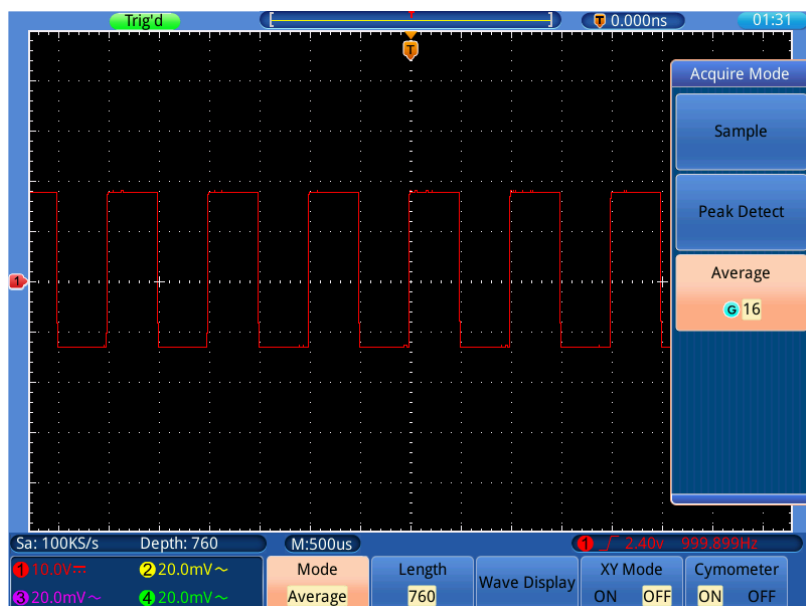 Trig'd
T 0.000ns
01:31
T
Acquire Mode
Sample
Peak Detect
Average
G 16
1
Sa: 100KS/s Depth: 760 M:500us 1 2.40v 999.899Hz
1 10.0V 2 20.0mV Mode Length Wave Display XY Mode Cymometer
3 20.0mV 4 20.0mV Average 760 ON OFF ON OFF